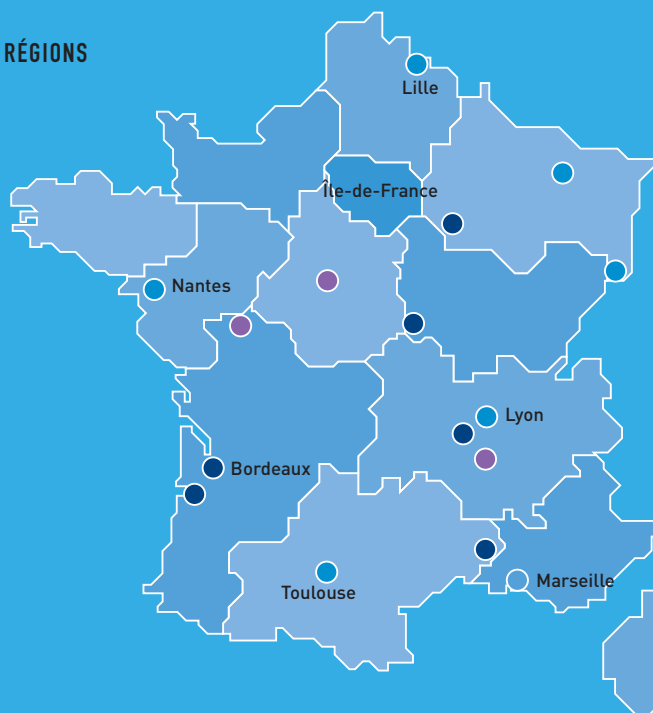 RÉGIONS
Lille
Île-de-France
Nantes
Lyon
Bordeaux
Marseille
Toulouse